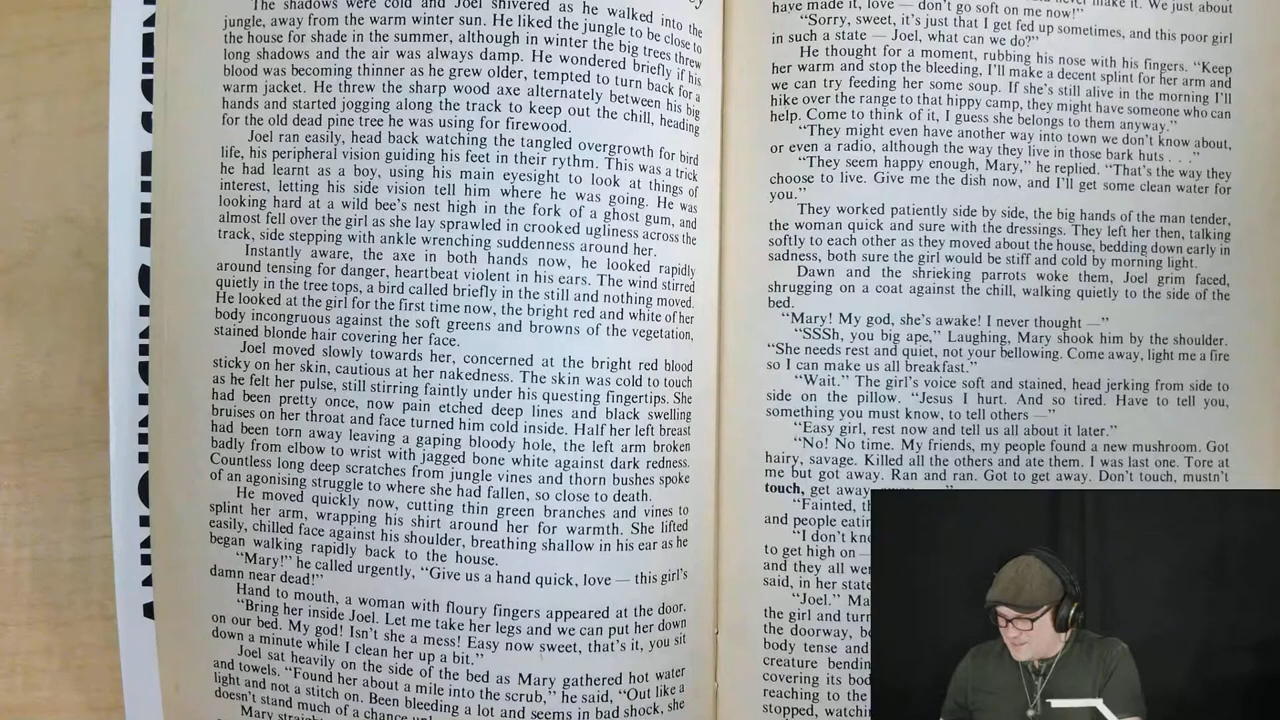 The shadows were cold and Joel shivered as he walked into the
jungle, away from the warm winter sun. He liked the jungle to be close to
the house for shade in the summer, although in winter the big trees threw
long shadows and the air was always damp. He wondered briefly if his
blood was becoming thinner as he grew older, tempted to turn back for a
warm jacket. He threw the sharp wood axe alternately between his big
hands and started jogging along the track to keep out the chill, heading
for the old dead pine tree he was using for firewood.
Joel ran easily, head back watching the tangled overgrowth for bird
life, his peripheral vision guiding his feet in their rythm. This was a trick
he had learnt as a boy, using his main eyesight to look at things of
interest, letting his side vision tell him where he was going. He was
looking hard at a wild bee's nest high in the fork of a ghost gum, and
almost fell over the girl as she lay sprawled in crooked ugliness across the
track, side stepping with ankle wrenching suddenness around her.
Instantly aware, the axe in both hands now, he looked rapidly
around tensing for danger, heartbeat violent in his ears. The wind stirred
quietly in the tree tops, a bird called briefly in the still and nothing moved.
He looked at the girl for the first time now, the bright red and white of her
body incongruous against the soft greens and browns of the vegetation,
stained blonde hair covering her face.
Joel moved slowly towards her, concerned at the bright red blood
sticky on her skin, cautious at her nakedness. The skin was cold to touch
as he felt her pulse, still stirring faintly under his questing fingertips. She
had been pretty once, now pain etched deep lines and black swelling
bruises on her throat and face turned him cold inside. Half her left breast
had been torn away leaving a gaping bloody hole, the left arm broken
badly from elbow to wrist with jagged bone white against dark redness.
Countless long deep scratches from jungle vines and thorn bushes spoke
of an agonising struggle to where she had fallen, so close to death.
He moved quickly now, cutting thin green branches and vines to
splint her arm, wrapping his shirt around her for warmth. She lifted
easily, chilled face against his shoulder, breathing shallow in his ear as he
began walking rapidly back to the house.
"Mary!" he called urgently, "Give us a hand quick, love — this girl's
damn near dead!"
Hand to mouth, a woman with floury fingers appeared at the door.
"Bring her inside Joel. Let me take her legs and we can put her down
on our bed. My god! Isn't she a mess! Easy now sweet, that's it, you sit
down a minute while I clean her up a bit."
Joel sat heavily on the side of the bed as Mary gathered hot water
and towels. "Found her about a mile into the scrub," he said, "Out like a
light and not a stitch on. Been bleeding a lot and seems in bad shock, she
doesn't stand much of a chance
Mary
make it. We just about
have made it, love — don't go soft on me now!"
"Sorry, sweet, it's just that I get fed up sometimes, and this poor girl
in such a state — Joel, what can we do?"
He thought for a moment, rubbing his nose with his fingers. "Keep
her warm and stop the bleeding, I'll make a decent splint for her arm and
we can try feeding her some soup. If she's still alive in the morning I'll
hike over the range to that hippy camp, they might have someone who can
help. Come to think of it, I guess she belongs to them anyway."
"They might even have another way into town we don't know about,
or even a radio, although the way they live in those bark huts . . ."
"They seem happy enough, Mary," he replied. "That's the way they
choose to live. Give me the dish now, and I'll get some clean water for
you."
They worked patiently side by side, the big hands of the man tender,
the woman quick and sure with the dressings. They left her then, talking
softly to each other as they moved about the house, bedding down early in
sadness, both sure the girl would be stiff and cold by morning light.
Dawn and the shrieking parrots woke them, Joel grim faced,
shrugging on a coat against the chill, walking quietly to the side of the
bed.
"Mary! My god, she's awake! I never thought —"
"SSSh, you big ape," Laughing, Mary shook him by the shoulder.
"She needs rest and quiet, not your bellowing. Come away, light me a fire
so I can make us all breakfast."
"Wait." The girl's voice soft and stained, head jerking from side to
side on the pillow. "Jesus I hurt. And so tired. Have to tell you,
something you must know, to tell others —"
"Easy girl, rest now and tell us all about it later."
"No! No time. My friends, my people found a new mushroom. Got
hairy, savage. Killed all the others and ate them. I was last one. Tore at
me but got away. Ran and ran. Got to get away. Don't touch, mustn't
touch, get away
"Fainted,
and people
"I don't
to get high on —
and they all
said, in her
"Joel."
the girl and
the doorway,
body tense and
creature
covering its
reaching to the
stopped,